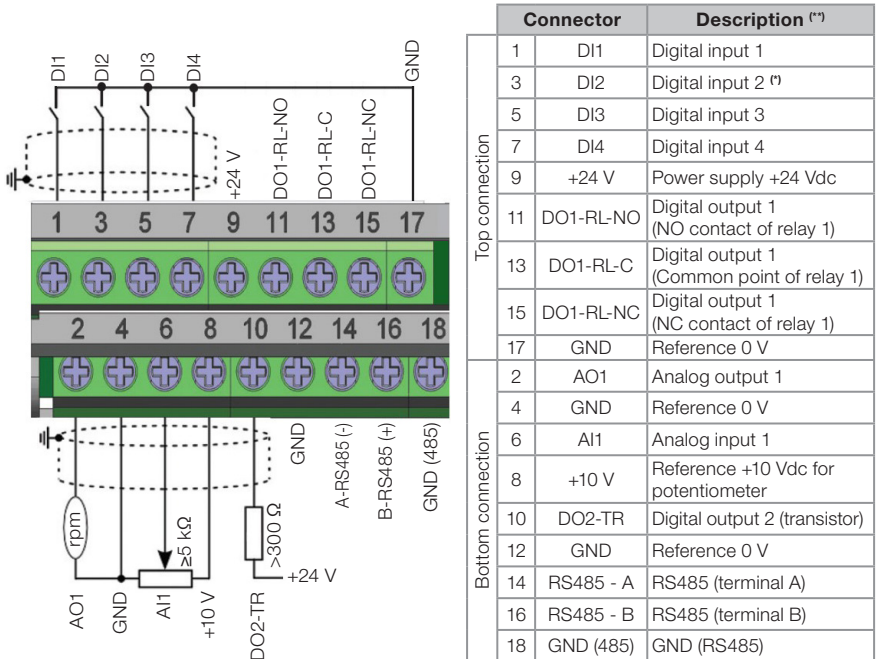 DI1
DI2
DI3
DI4
GND
+24 V
DO1-RL-NO
DO1-RL-C
DO1-RL-NC
1 3 5 7 9 11 13 15 17
2 4 6 8 10 12 14 16 18
GND
A-RS485 (-)
B-RS485 (+)
GND (485)
rpm
≥5 kΩ
>300 Ω
+24 V
AO1
GND
AI1
+10 V
DO2-TR
Connector Description (**)
Top connection
1 DI1 Digital input 1
3 DI2 Digital input 2 (*)
5 DI3 Digital input 3
7 DI4 Digital input 4
9 +24 V Power supply +24 Vdc
11 DO1-RL-NO Digital output 1
(NO contact of relay 1)
13 DO1-RL-C Digital output 1
(Common point of relay 1)
15 DO1-RL-NC Digital output 1
(NC contact of relay 1)
17 GND Reference 0 V
Bottom connection
2 AO1 Analog output 1
4 GND Reference 0 V
6 AI1 Analog input 1
8 +10 V Reference +10 Vdc for
potentiometer
10 DO2-TR Digital output 2 (transistor)
12 GND Reference 0 V
14 RS485 - A RS485 (terminal A)
16 RS485 - B RS485 (terminal B)
18 GND (485) GND (RS485)